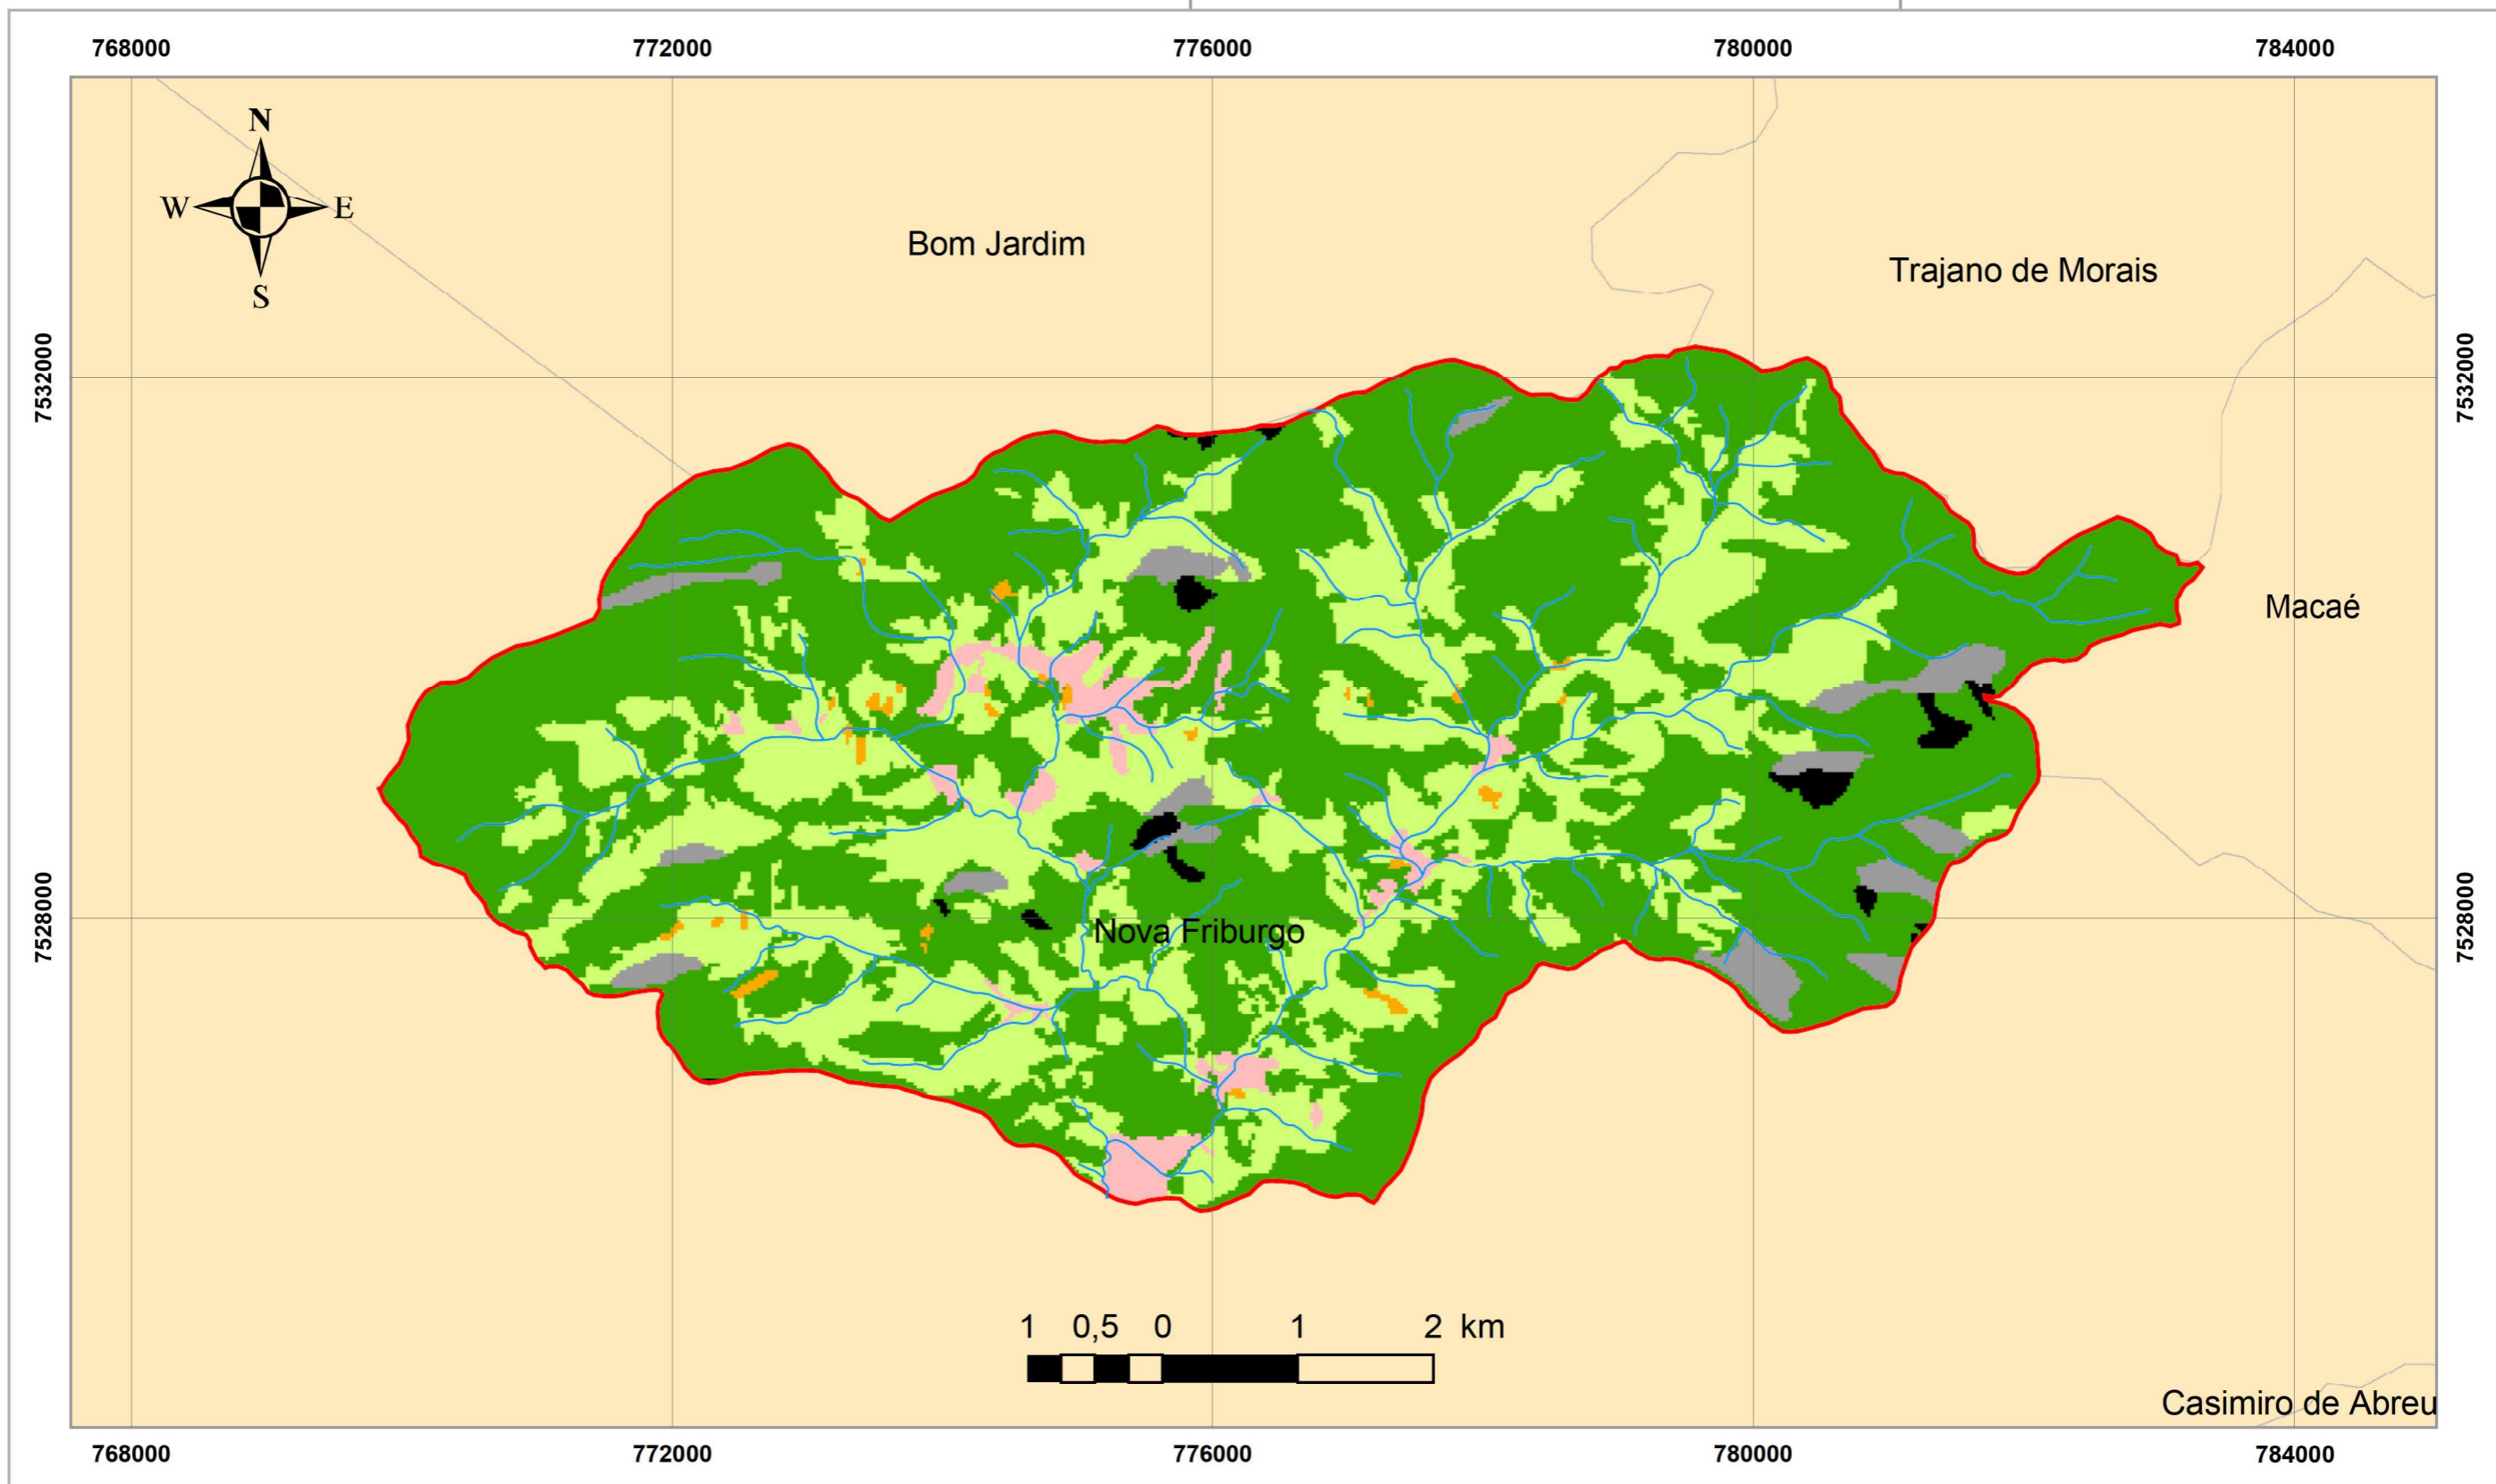 768000 772000 776000 780000 784000
N
W E
S
Bom Jardim
Trajano de Morais
7532000 7532000
Macaé
7528000 7528000
Nova Friburgo
1 0,5 0 1 2 km
Casimiro de Abreu
768000 772000 776000 780000 784000